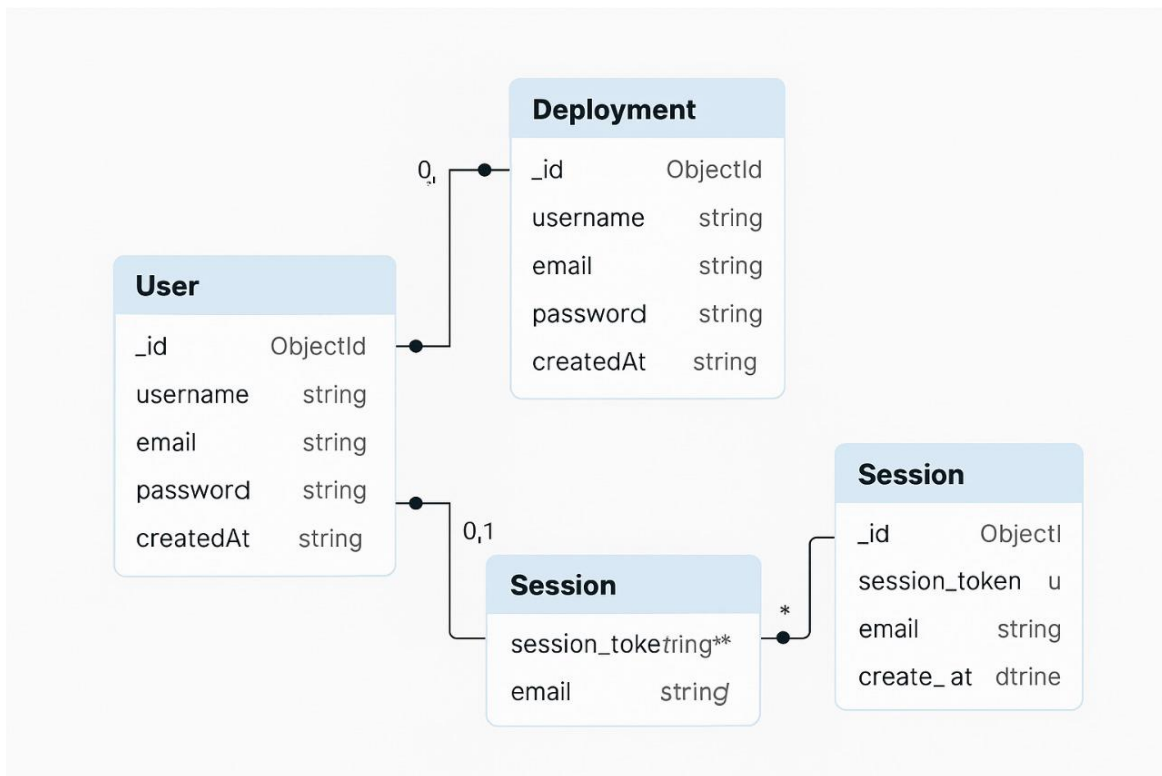 Deployment
0,
_id ObjectId
username string
email string
password string
createdAt string
User
_id ObjectId
username string
email string
password string
createdAt string
0,1
Session
session_toketring**
email string
*
Session
_id ObjectI
session_token u
email string
create_at dtrine